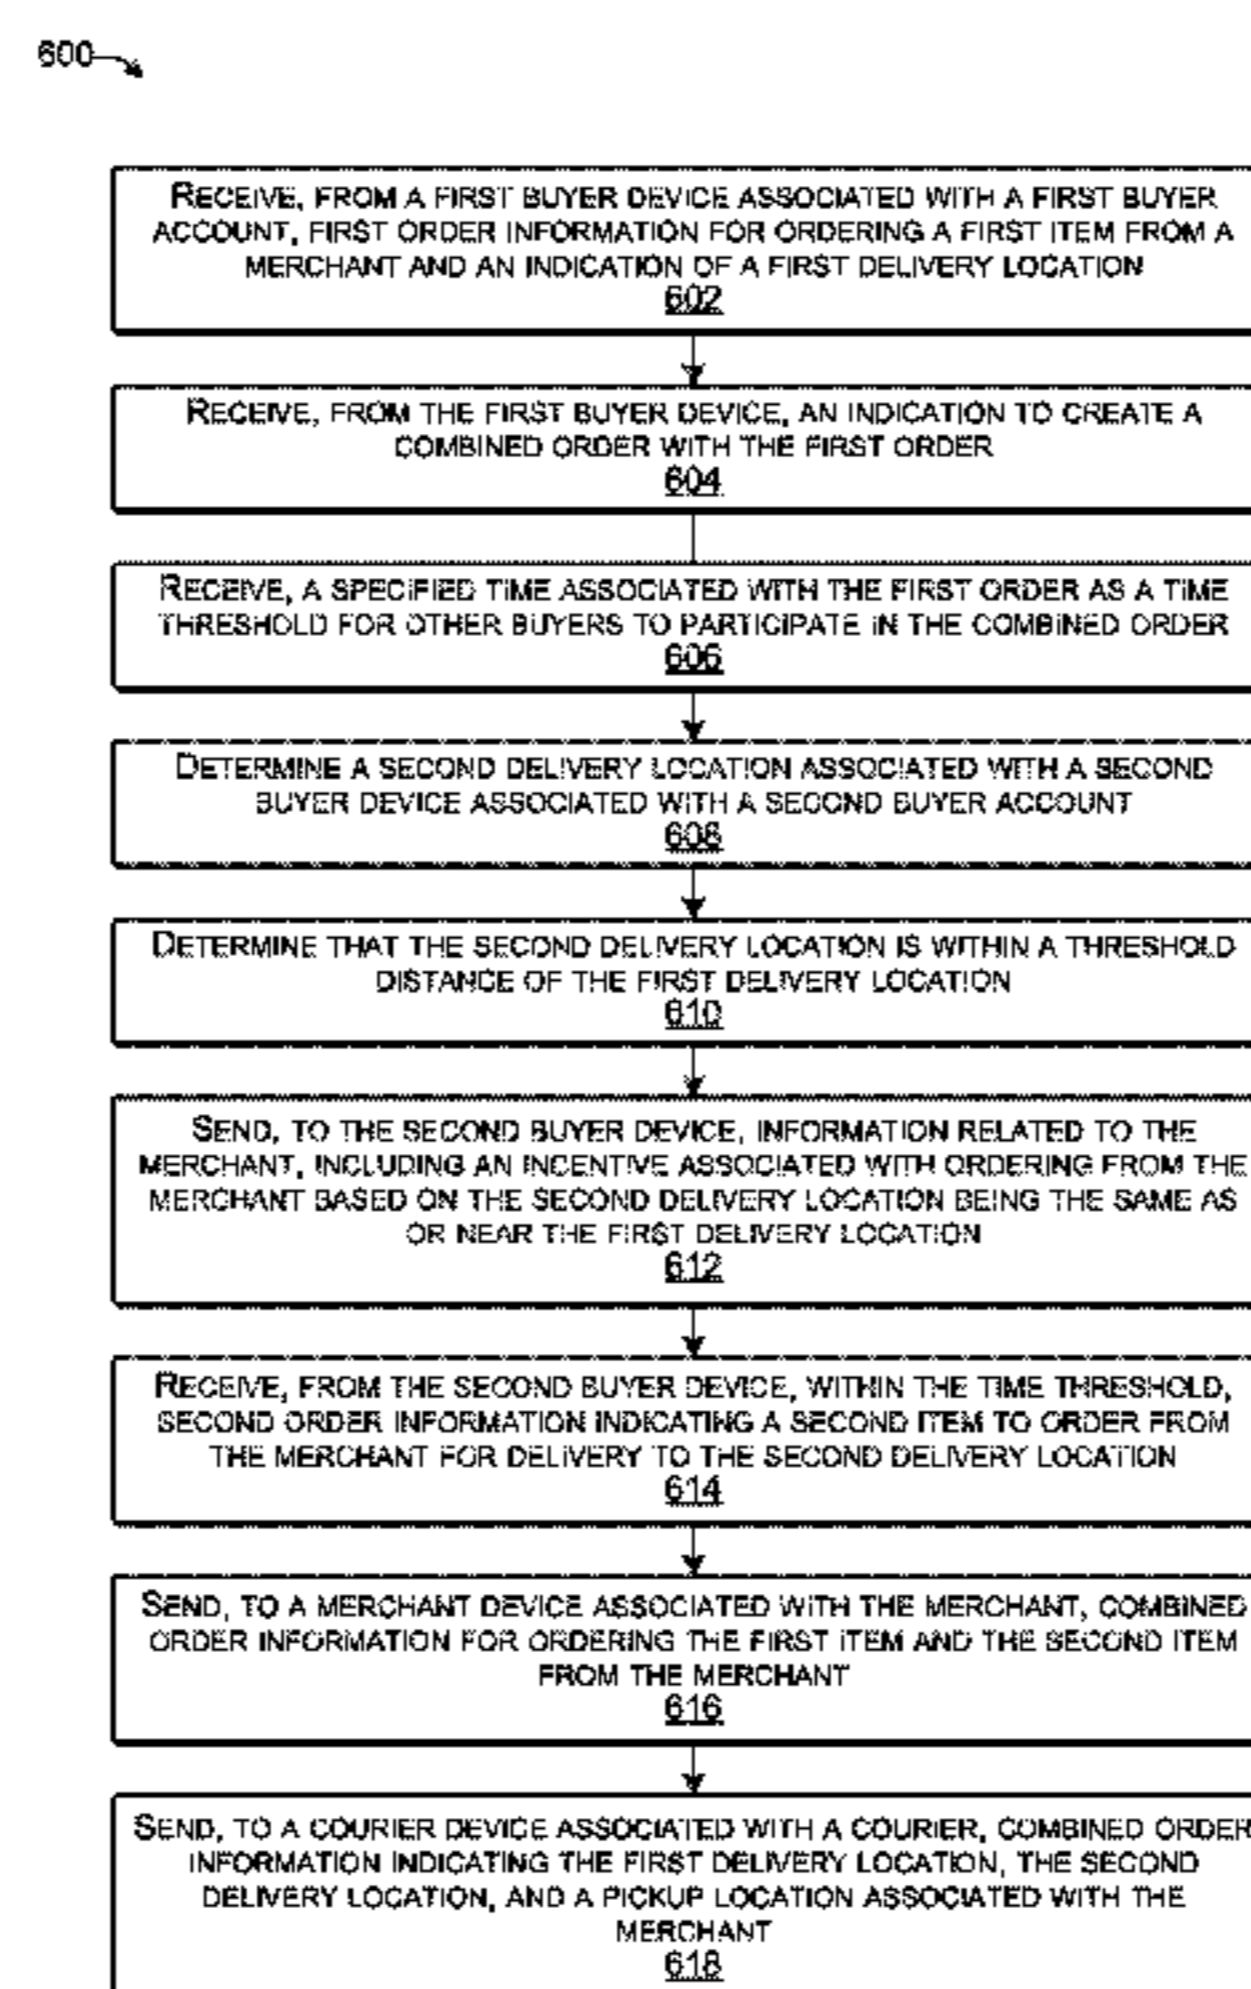 600
RECEIVE, FROM A FIRST BUYER DEVICE ASSOCIATED WITH A FIRST BUYER
ACCOUNT, FIRST ORDER INFORMATION FOR ORDERING A FIRST ITEM FROM A
MERCHANT AND AN INDICATION OF A FIRST DELIVERY LOCATION
602
RECEIVE, FROM THE FIRST BUYER DEVICE, AN INDICATION TO CREATE A
COMBINED ORDER WITH THE FIRST ORDER
604
RECEIVE, A SPECIFIED TIME ASSOCIATED WITH THE FIRST ORDER AS A TIME
THRESHOLD FOR OTHER BUYERS TO PARTICIPATE IN THE COMBINED ORDER
606
DETERMINE A SECOND DELIVERY LOCATION ASSOCIATED WITH A SECOND
BUYER DEVICE ASSOCIATED WITH A SECOND BUYER ACCOUNT
608
DETERMINE THAT THE SECOND DELIVERY LOCATION IS WITHIN A THRESHOLD
DISTANCE OF THE FIRST DELIVERY LOCATION
610
SEND, TO THE SECOND BUYER DEVICE, INFORMATION RELATED TO THE
MERCHANT, INCLUDING AN INCENTIVE ASSOCIATED WITH ORDERING FROM THE
MERCHANT BASED ON THE SECOND DELIVERY LOCATION BEING THE SAME AS
OR NEAR THE FIRST DELIVERY LOCATION
612
RECEIVE, FROM THE SECOND BUYER DEVICE, WITHIN THE TIME THRESHOLD,
SECOND ORDER INFORMATION INDICATING A SECOND ITEM TO ORDER FROM
THE MERCHANT FOR DELIVERY TO THE SECOND DELIVERY LOCATION
614
SEND, TO A MERCHANT DEVICE ASSOCIATED WITH THE MERCHANT, COMBINED
ORDER INFORMATION FOR ORDERING THE FIRST ITEM AND THE SECOND ITEM
FROM THE MERCHANT
616
SEND, TO A COURIER DEVICE ASSOCIATED WITH A COURIER, COMBINED ORDER
INFORMATION INDICATING THE FIRST DELIVERY LOCATION, THE SECOND
DELIVERY LOCATION, AND A PICKUP LOCATION ASSOCIATED WITH THE
MERCHANT
618